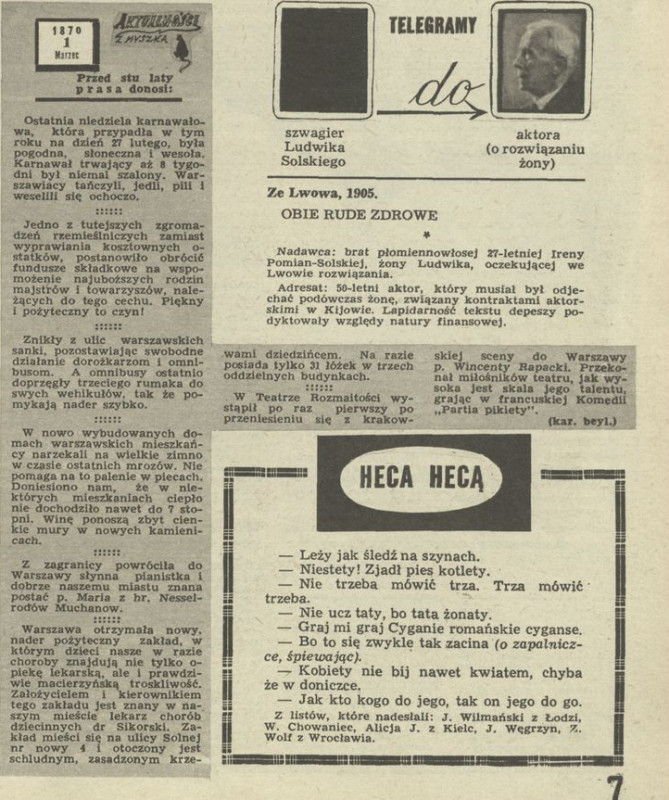 1870
1
Marzec
AKTUALNOŚCI
Z MYSZKĄ
Przed stu laty
prasa donosi:
Ostatnia niedziela karnawało-
wa, która przypadła w tym
roku na dzień 27 lutego, była
pogodna, słoneczna i wesoła.
Karnawał trwający aż 8 tygo-
dni był niemal szalony. War-
szawiacy tańczyli, jedli, pili i
weselili się ochoczo.
::::::
Jedno z tutejszych zgroma-
dzeń rzemieślniczych zamiast
wyprawiania kosztownych o-
statków, postanowiło obrócić
fundusze składkowe na wspo-
możenie najuboższych rodzin
majstrów i towarzyszów, nale-
żących do tego cechu. Piękny
i pożyteczny to czyn!
::::::
Znikły z ulic warszawskich
sanki, pozostawiając swobodne
działanie dorożkarzom i omni-
busom. A omnibusy ostatnio
doprzęgły trzeciego rumaka do
swych wehikułów, tak że po-
mykają nader szybko.
::::::
W nowo wybudowanych do-
mach warszawskich mieszkań-
cy narzekali na wielkie zimno
w czasie ostatnich mrozów. Nie
pomaga na to palenie w piecach.
Doniesiono nam, że w nie-
których mieszkaniach ciepło
nie dochodziło nawet do 7 sto-
pni. Winę ponoszą zbyt cien-
kie mury w nowych kamieni-
cach.
::::::
Z zagranicy powróciła do
Warszawy słynna pianistka i
dobrze naszemu miastu znana
postać p. Maria z hr. Nessel-
rodów Muchanow.
::::::
Warszawa otrzymała nowy,
nader pożyteczny zakład, w
którym dzieci nasze w razie
choroby znajdują nie tylko o-
piekę lekarską, ale i prawdzi-
wie macierzyńską troskliwość.
Założycielem i kierownikiem
tego zakładu jest znany w na-
szym mieście lekarz chorób
dziecinnych dr Sikorski. Za-
kład mieści się na ulicy Solnej
nr nowy 4 i otoczony jest
schludnym, zasadzonym krze-
wami dziedzińcem. Na razie
posiada tylko 31 łóżek w trzech
oddzielnych budynkach.
::::::
W Teatrze Rozmaitości wy-
stąpił po raz pierwszy po
przeniesieniu się z krakow-
skiej sceny do Warszawy
p. Wincenty Rapacki. Przeko-
nał miłośników teatru, jak wy-
soka jest skala jego talentu,
grając w francuskiej Komedii
„Partia pikiety".
(kar. beyl.)
TELEGRAMY
do
szwagier
Ludwika
Solskiego
aktora
(o rozwiązaniu
żony)
Ze Lwowa, 1905.
OBIE RUDE ZDROWE
*
Nadawca: brat płomiennowłosej 27-letniej Ireny
Pomian-Solskiej, żony Ludwika, oczekującej we
Lwowie rozwiązania.
Adresat: 50-letni aktor, który musiał był odje-
chać podówczas żonę, związany kontraktami aktor-
skimi w Kijowie. Lapidarność tekstu depeszy po-
dyktowały względy natury finansowej.
HECA HECĄ
— Leży jak śledź na szynach.
— Niestety! Zjadł pies kotlety.
— Nie trzeba mówić trza. Trza mówić
trzeba.
— Nie ucz taty, bo tata żonaty.
— Graj mi graj Cyganie romańskie cyganse.
— Bo to się zwykle tak zacina (o zapalnicz-
ce, śpiewając).
— Kobiety nie bij nawet kwiatem, chyba
że w doniczce.
— Jak kto kogo do jego, tak on jego do go.
Z listów, które nadesłali: J. Wilmański z Łodzi,
W. Chowaniec, Alicja J. z Kielc, J. Węgrzyn, Z.
Wolf z Wrocławia.
7